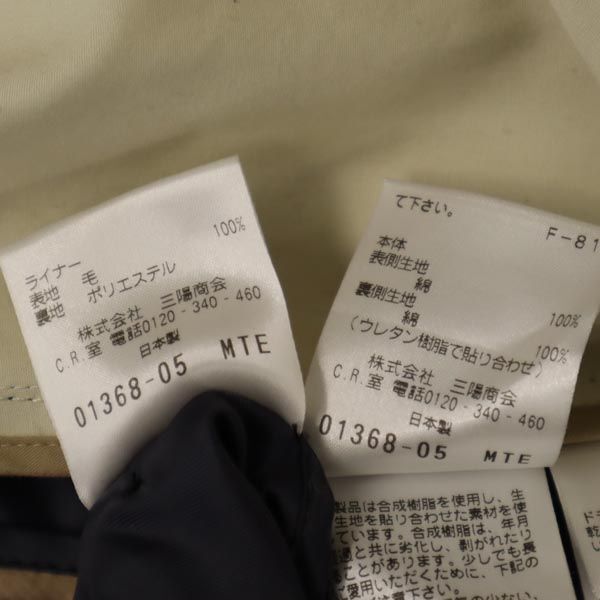 ライナー
表地 毛 100%
裏地 ポリエステル
株式会社 三陽商会
C.R.室 電話0120-340-460
日本製
01368-05 MTE
て下さい。
F-81
本体
表側生地
綿 100%
裏側生地
綿 100%
(ウレタン樹脂で貼り合わせ)
株式会社 三陽商会
C.R.室 電話0120-340-460
日本製
01368-05 MTE
製品は合成樹脂を使用し、生
生地を貼り合わせた素材を使
ています。合成樹脂は、年月
過と共に劣化し、剥がれたり
ことがあります。少しでも長
ご愛用いただくために、下記の